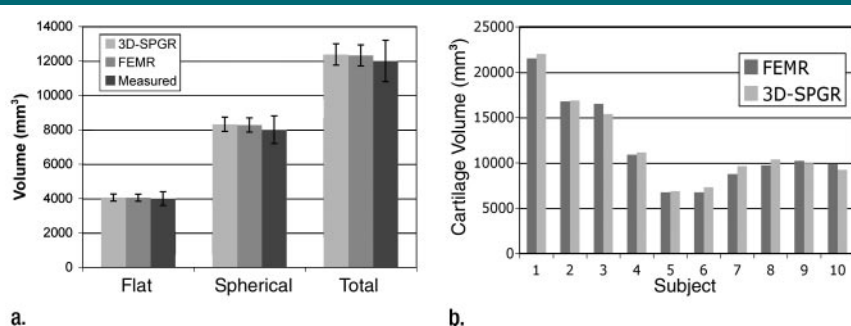 14000
12000
10000
8000
6000
4000
2000
0
Volume (mm³)
3D-SPGR
FEMR
Measured
Flat Spherical Total
a.
25000
20000
15000
10000
5000
0
Cartilage Volume (mm³)
FEMR
3D-SPGR
1 2 3 4 5 6 7 8 9 10
Subject
b.